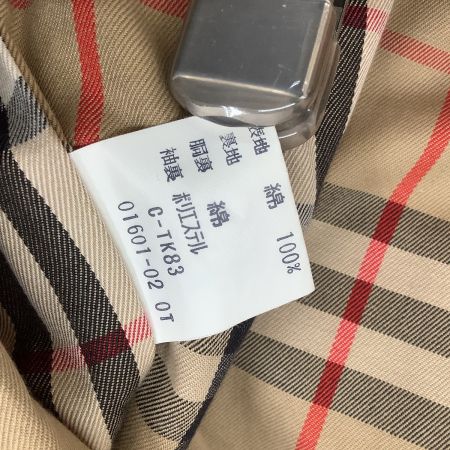 表地 綿 100%
裏地
胴裏 綿
袖裏 ポリエステル
C-TK83
01601-02 OT